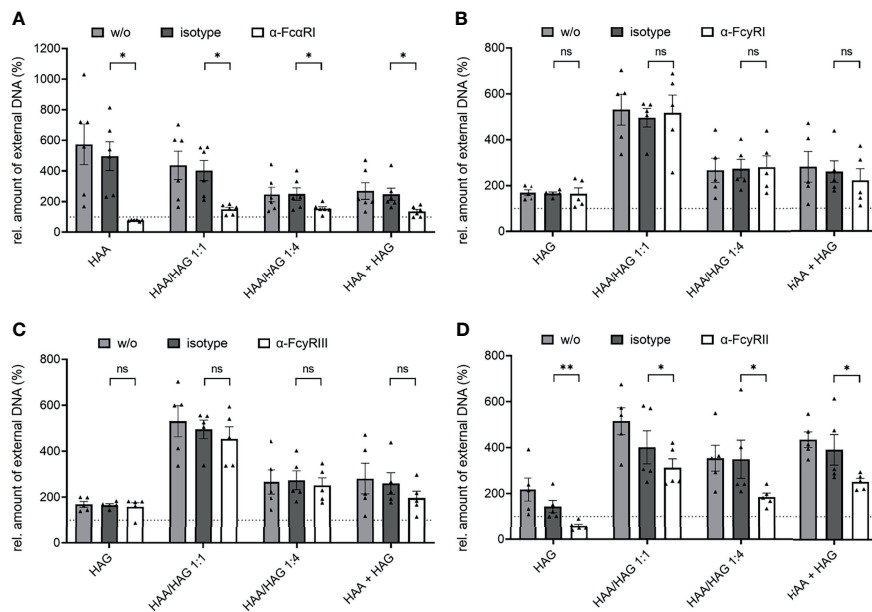 A
w/o isotype α-FcαRI
rel. amount of external DNA (%)
1200
1000
800
600
400
200
0
* * * *
HAA HAA/HAG 1:1 HAA/HAG 1:4 HAA + HAG
B
w/o isotype α-FcyRI
rel. amount of external DNA (%)
800
600
400
200
0
ns ns ns ns
HAG HAA/HAG 1:1 HAA/HAG 1:4 HAA + HAG
C
w/o isotype α-FcyRIII
rel. amount of external DNA (%)
800
600
400
200
0
ns ns ns ns
HAG HAA/HAG 1:1 HAA/HAG 1:4 HAA + HAG
D
w/o isotype α-FcyRII
rel. amount of external DNA (%)
800
600
400
200
0
** * * *
HAG HAA/HAG 1:1 HAA/HAG 1:4 HAA + HAG